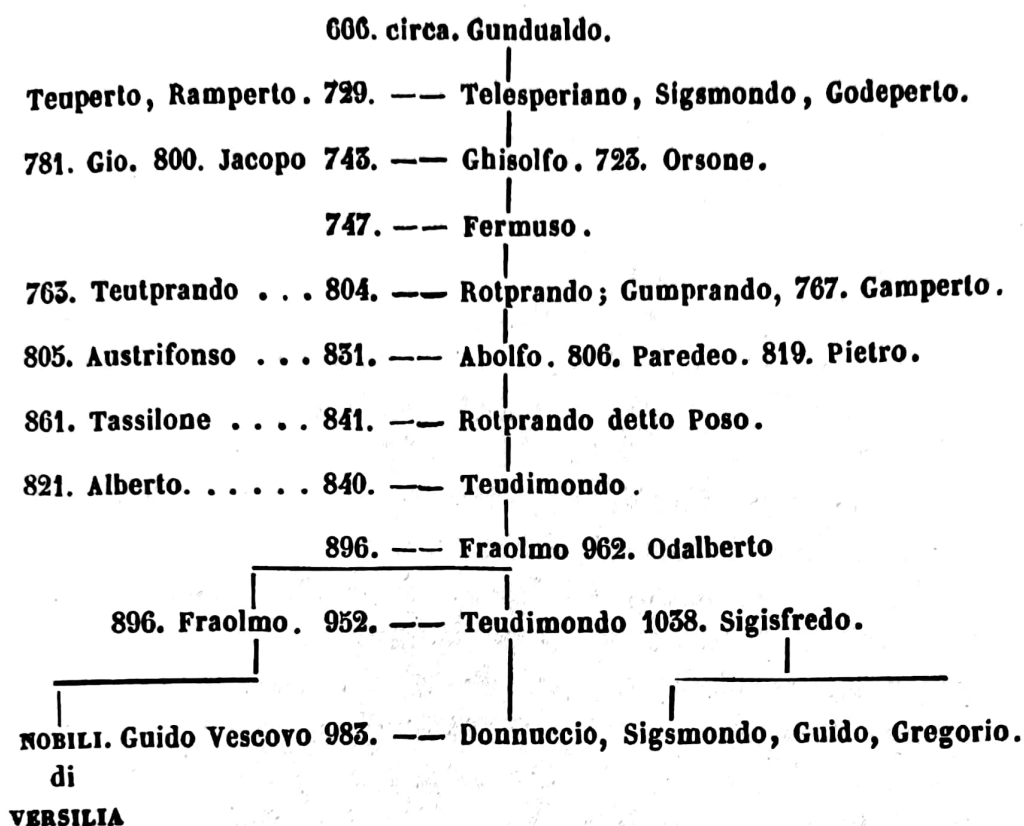 606. circa. Gundualdo.
Teuperto, Ramperto. 729. —— Telesperiano, Sigsmondo, Godeperto.
781. Gio. 800. Jacopo 743. —— Ghisolfo. 723. Orsone.
747. —— Fermuso.
763. Teutprando . . . 804. —— Rotprando; Gumprando, 767. Gamperto.
805. Austrifonso . . . 831. —— Abolfo. 806. Paredeo. 819. Pietro.
861. Tassilone . . . . 841. —— Rotprando detto Poso.
821. Alberto. . . . . . 840. —— Teudimondo.
896. —— Fraolmo 962. Odalberto
896. Fraolmo. 952. —— Teudimondo 1038. Sigisfredo.
NOBILI. Guido Vescovo 983. —— Donnuccio, Sigsmondo, Guido, Gregorio.
di
VERSILIA